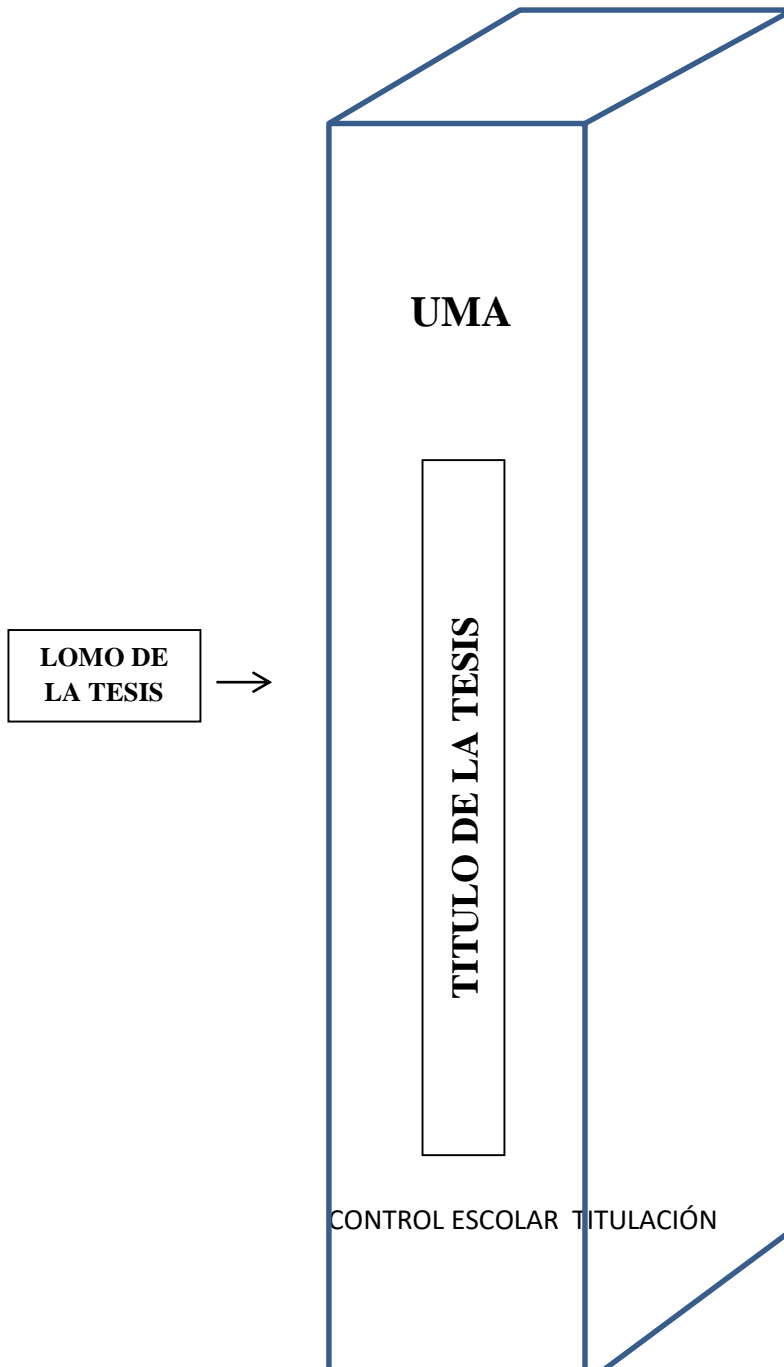 UMA
LOMO DE
LA TESIS
TITULO DE LA TESIS
CONTROL ESCOLAR  TITULACIÓN